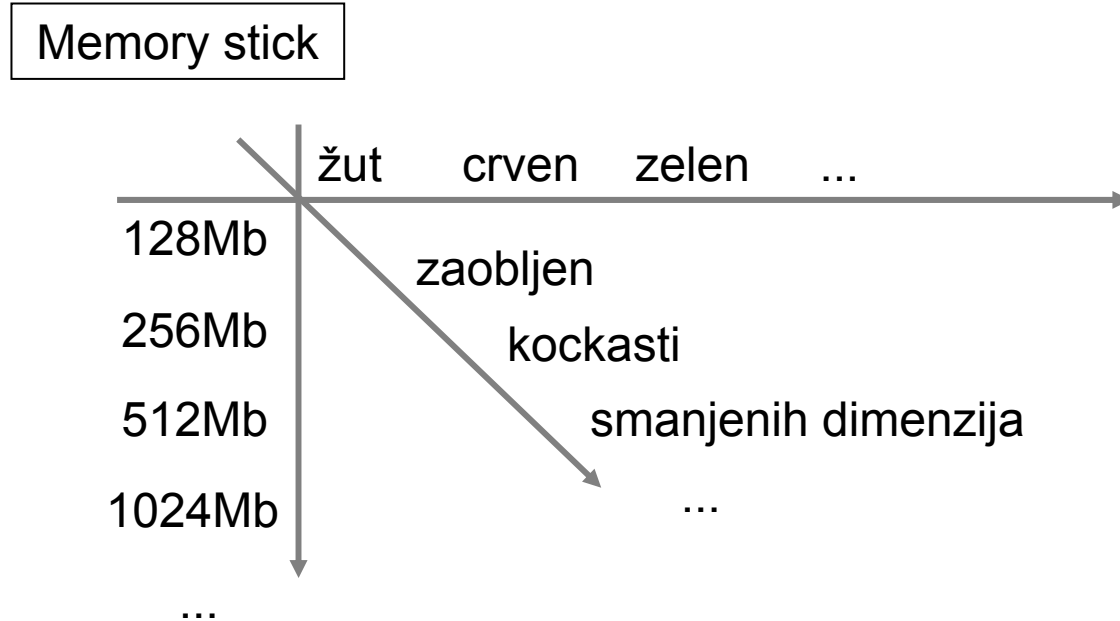 Memory stick
žut crven zelen ...
128Mb
zaobljen
256Mb
kockasti
512Mb
smanjenih dimenzija
1024Mb
...
...